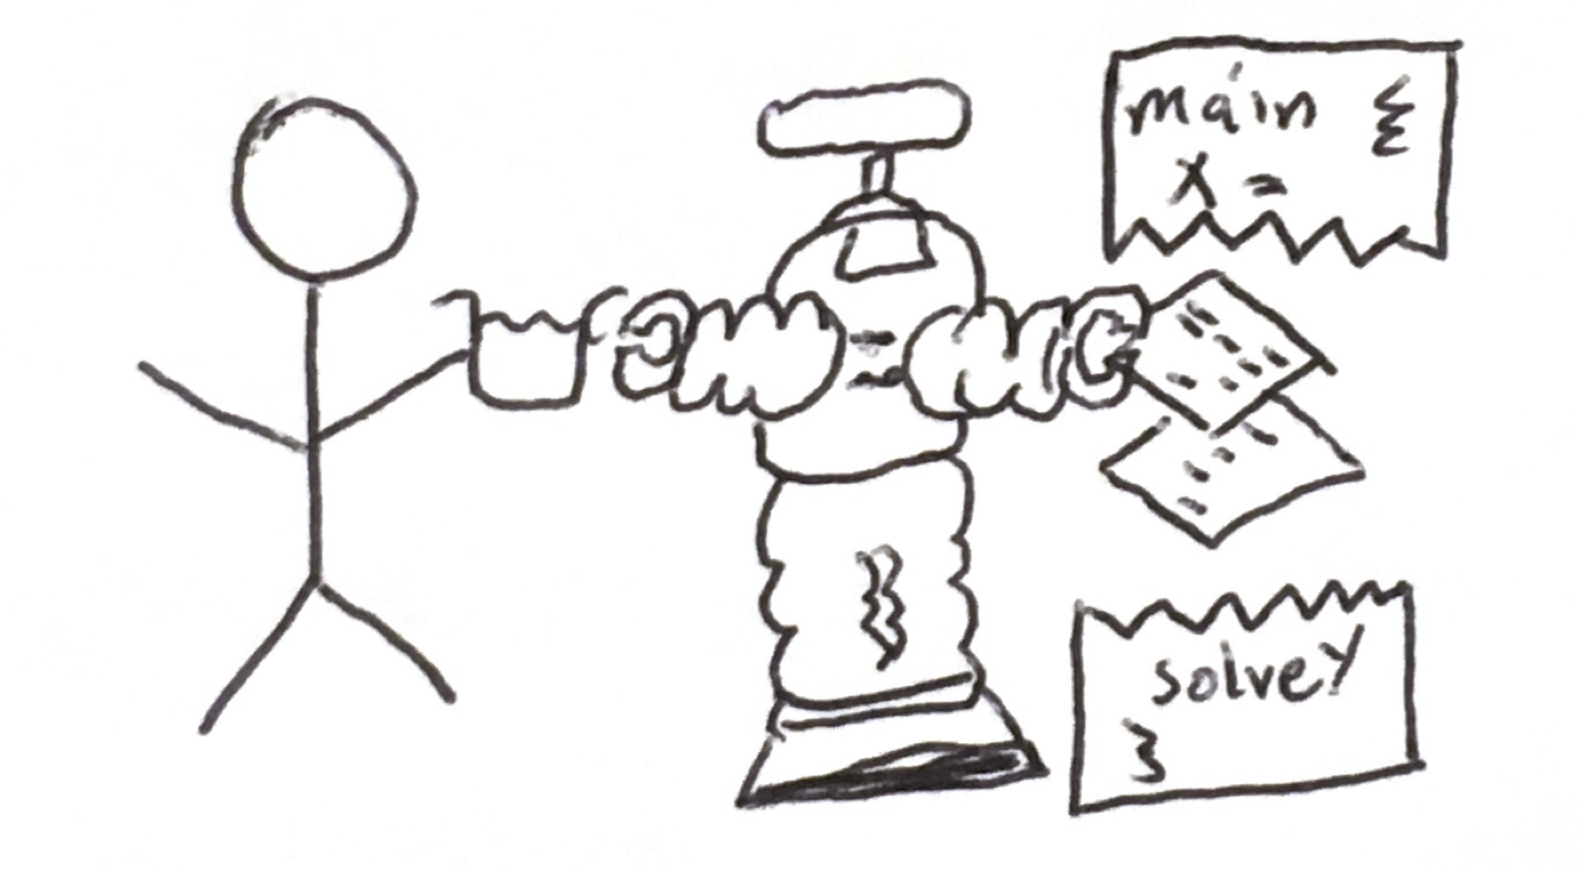 main {
x =
solve y
}